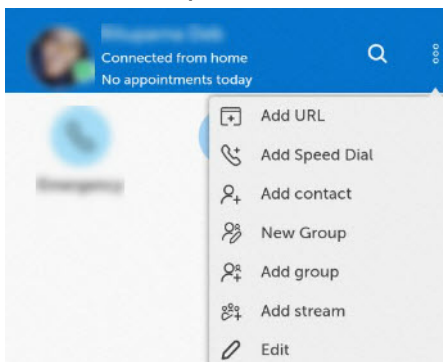 Connected from home
No appointments today
Add URL
Add Speed Dial
Add contact
New Group
Add group
Add stream
Edit